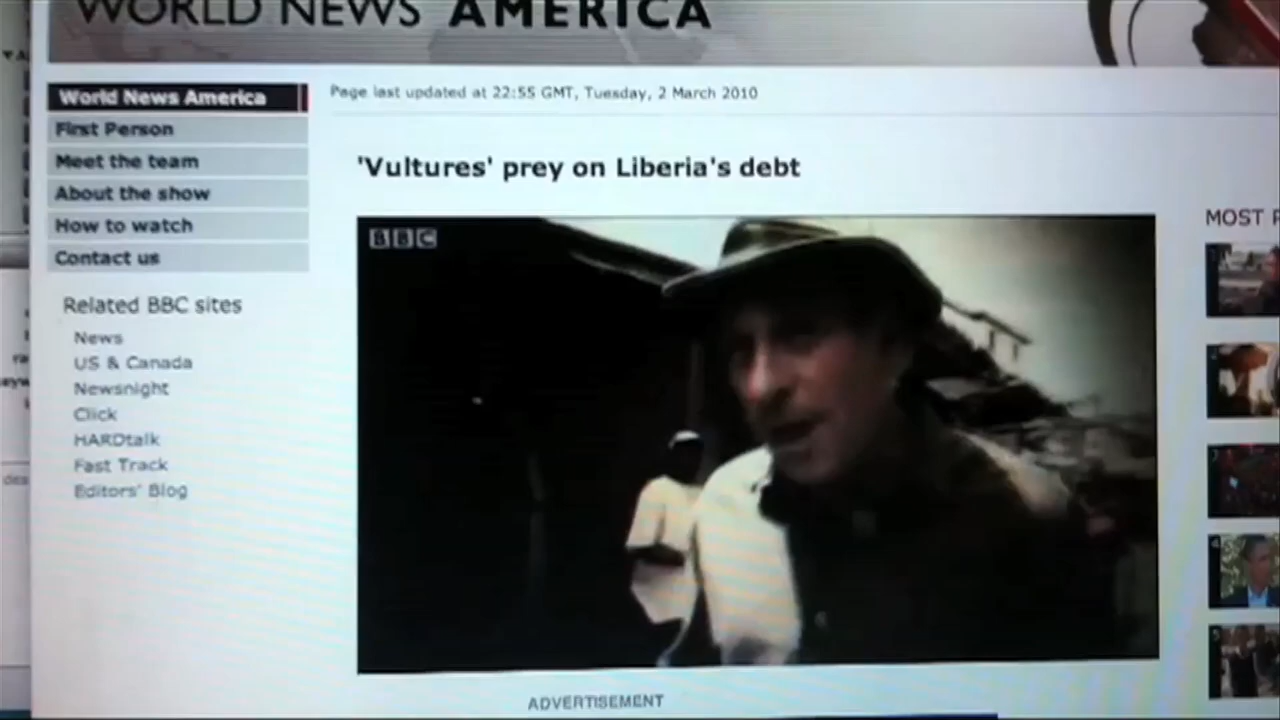 WORLD NEWS AMERICA
World News America
First Person
Meet the team
About the show
How to watch
Contact us
Related BBC sites
News
US & Canada
Newsnight
Click
HARDtalk
Fast Track
Editors' Blog
Page last updated at 22:55 GMT, Tuesday, 2 March 2010
'Vultures' prey on Liberia's debt
BBC
ADVERTISEMENT
MOST